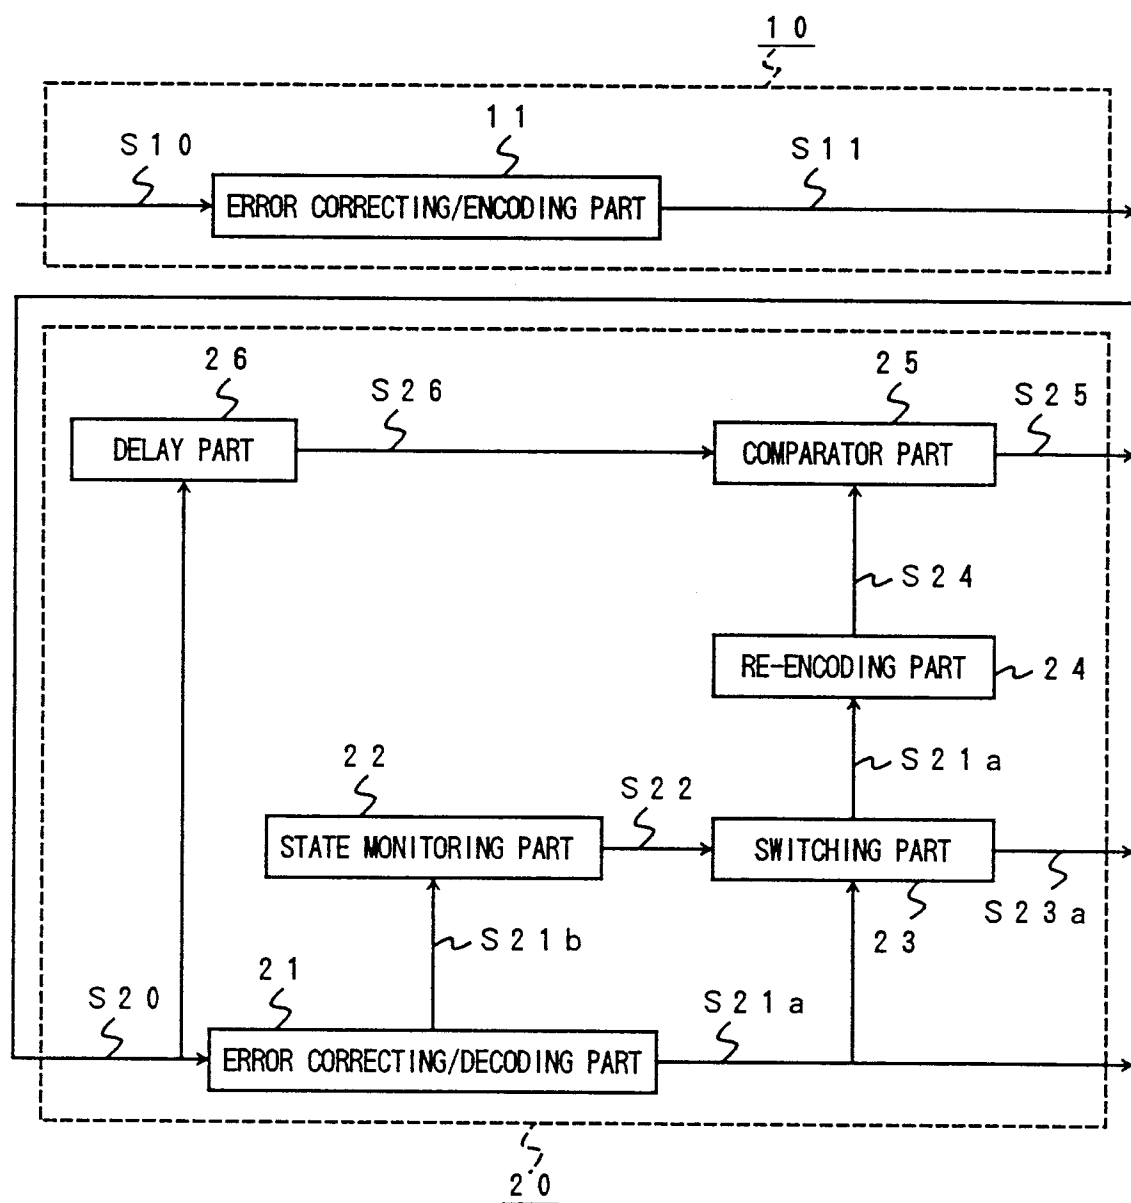 10
11
S10
S11
ERROR CORRECTING/ENCODING PART
26
S26
25
S25
DELAY PART
COMPARATOR PART
S24
RE-ENCODING PART
24
22
S21a
S22
STATE MONITORING PART
SWITCHING PART
S23a
S21b
23
21
S20
S21a
ERROR CORRECTING/DECODING PART
20